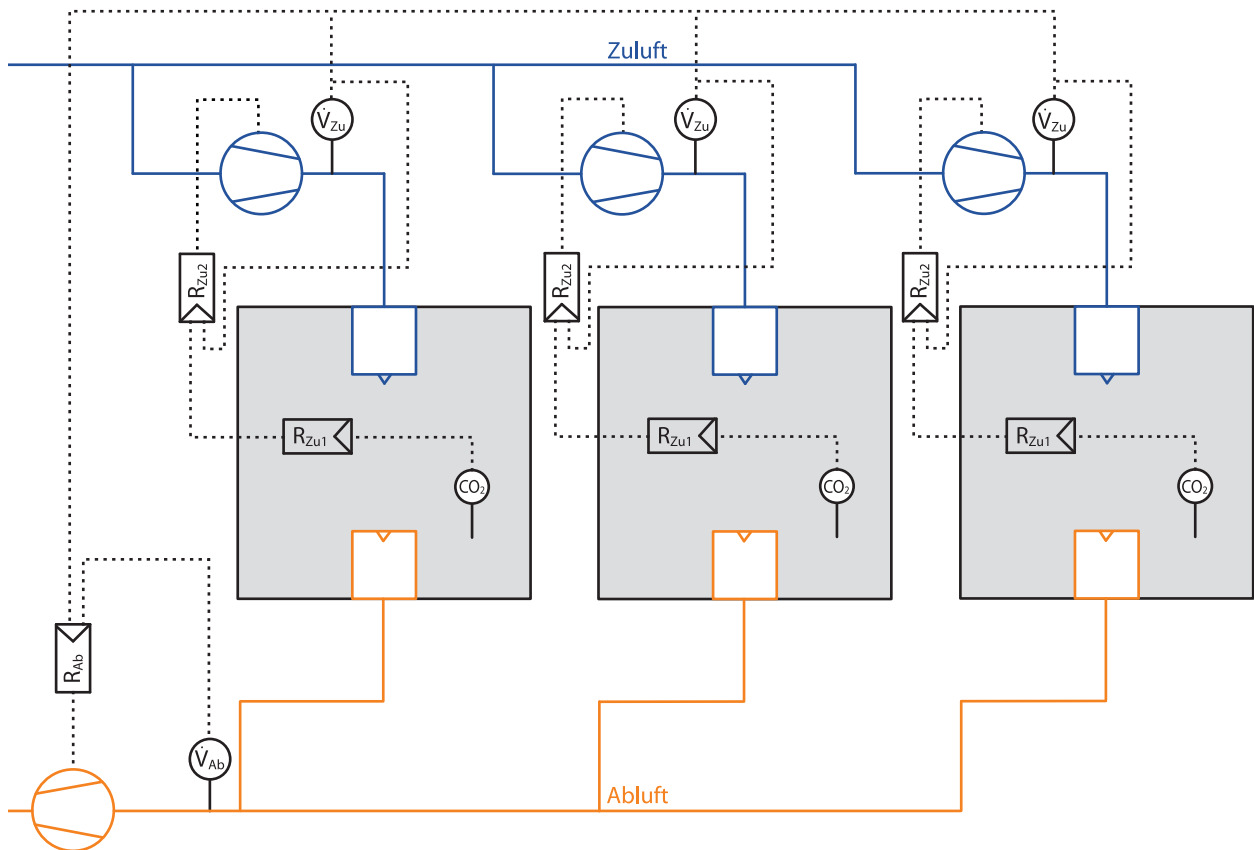 Zuluft
V̇Zu
V̇Zu
V̇Zu
RZu2
RZu2
RZu2
RZu1
RZu1
RZu1
CO₂
CO₂
CO₂
RAb
V̇Ab
Abluft